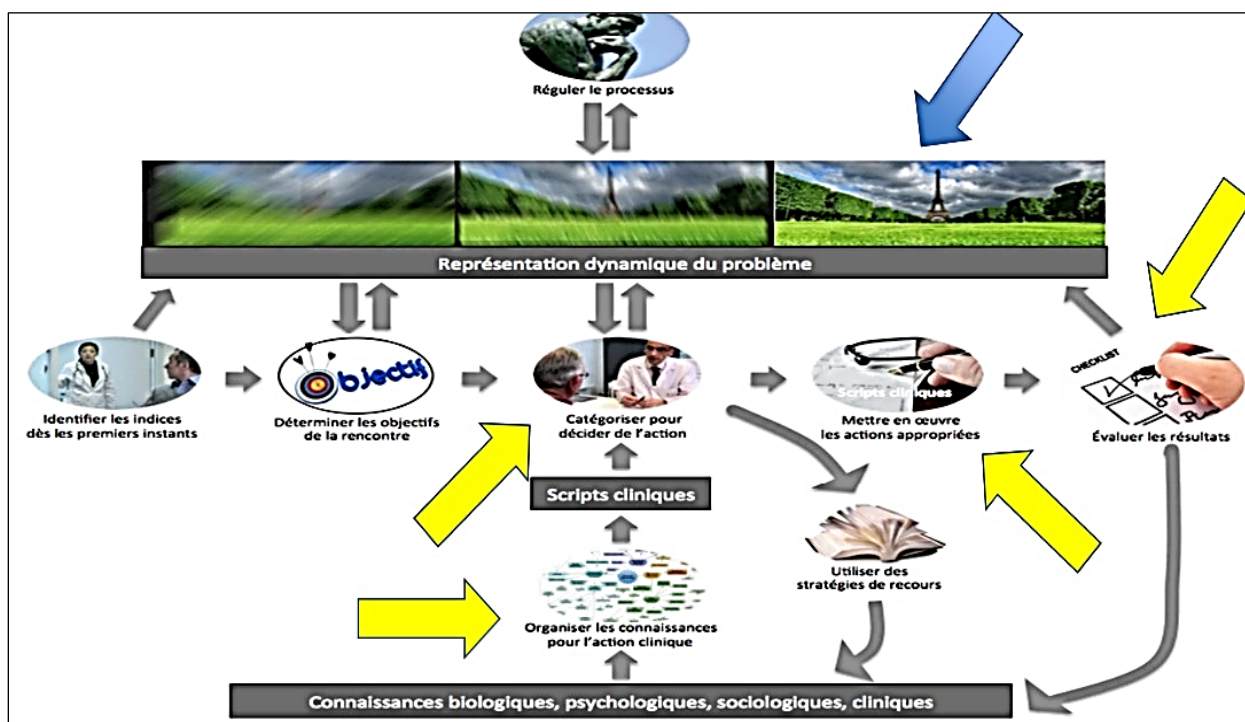 Réguler le processus
Représentation dynamique du problème
Objectifs
CHECKLIST
Scripts cliniques
Identifier les indices
dès les premiers instants
Déterminer les objectifs
de la rencontre
Catégoriser pour
décider de l'action
Mettre en œuvre
les actions appropriées
Évaluer les résultats
Scripts cliniques
Utiliser des
stratégies de recours
Organiser les connaissances
pour l'action clinique
Connaissances biologiques, psychologiques, sociologiques, cliniques